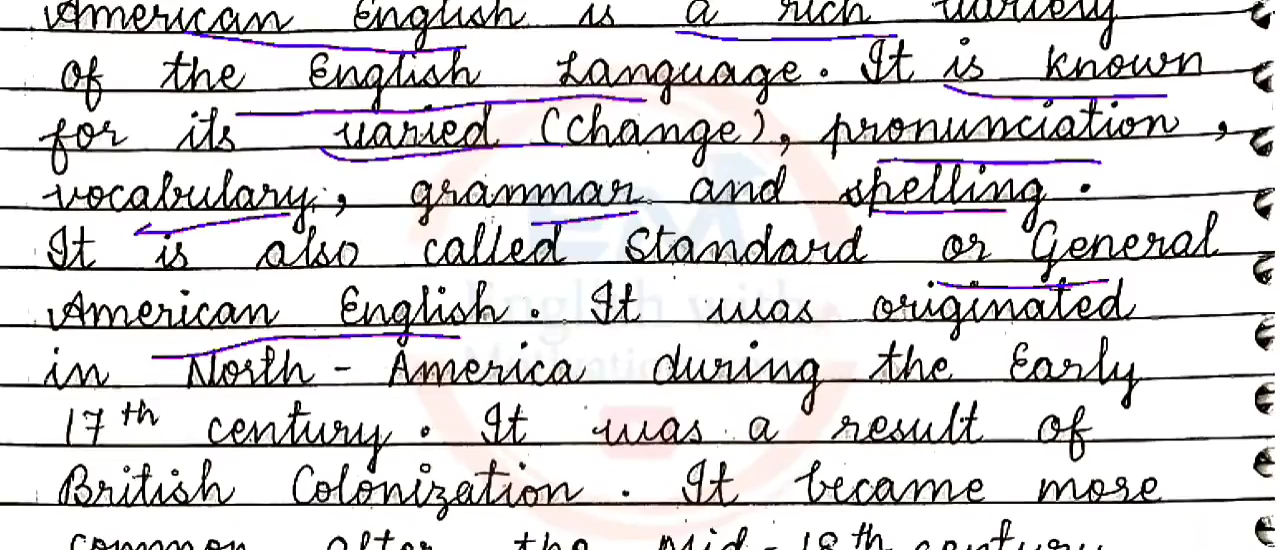 American English is a rich variety
of the English Language. It is known
for its varied (change), pronunciation,
vocabulary, grammar and spelling.
It is also called Standard or General
American English. It was originated
in North-America during the Early
17th century. It was a result of
British Colonization. It became more
common after the Mid-18th century